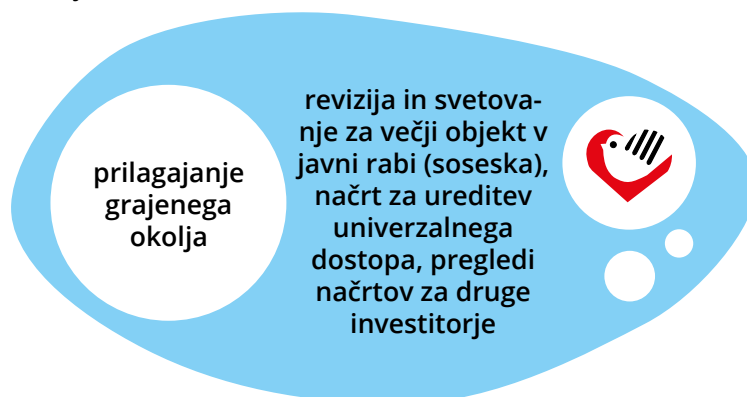 prilagajanje
grajenega
okolja
revizija in svetova-
nje za večji objekt v
javni rabi (soseska),
načrt za ureditev
univerzalnega
dostopa, pregledi
načrtov za druge
investitorje